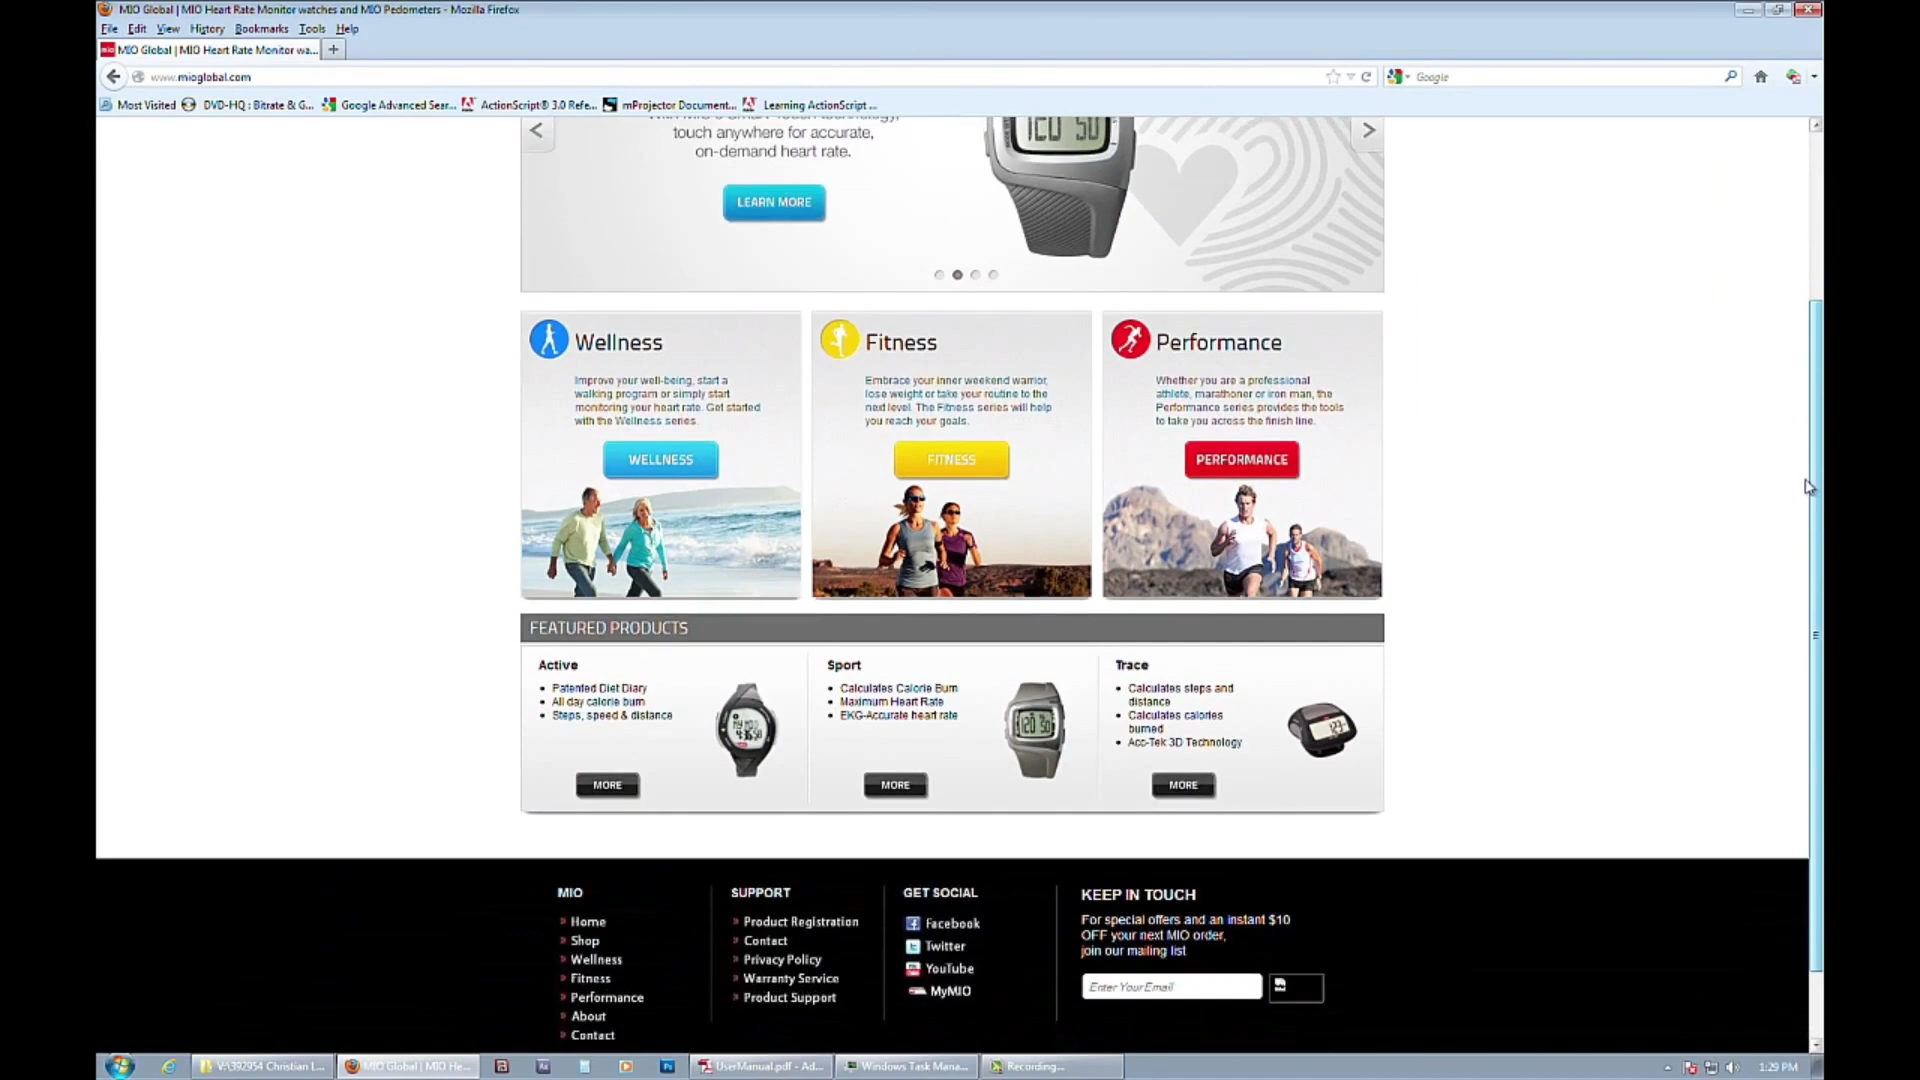 MIO Global | MIO Heart Rate Monitor watches and MIO Pedometers - Mozilla Firefox
File Edit View History Bookmarks Tools Help
MIO Global | MIO Heart Rate Monitor wa...
www.mioglobal.com
Google
Most Visited DVD-HQ : Bitrate & G... Google Advanced Sear... ActionScript® 3.0 Refe... mProjector Document... Learning ActionScript ...
touch anywhere for accurate,
on-demand heart rate.
LEARN MORE
120 50
Wellness
Improve your well-being, start a
walking program or simply start
monitoring your heart rate. Get started
with the Wellness series.
WELLNESS
Fitness
Embrace your inner weekend warrior,
lose weight or take your routine to the
next level. The Fitness series will help
you reach your goals.
FITNESS
Performance
Whether you are a professional
athlete, marathoner or iron man, the
Performance series provides the tools
to take you across the finish line.
PERFORMANCE
FEATURED PRODUCTS
Active
Patented Diet Diary
All day calorie burn
Steps, speed & distance
MORE
Sport
Calculates Calorie Burn
Maximum Heart Rate
EKG-Accurate heart rate
120 50
MORE
Trace
Calculates steps and
distance
Calculates calories
burned
Acc-Tek 3D Technology
MORE
MIO
Home
Shop
Wellness
Fitness
Performance
About
Contact
SUPPORT
Product Registration
Contact
Privacy Policy
Warranty Service
Product Support
GET SOCIAL
Facebook
Twitter
YouTube
MyMIO
KEEP IN TOUCH
For special offers and an instant $10
OFF your next MIO order,
join our mailing list
Enter Your Email
V:\392954 Christian L... MIO Global | MIO He... UserManual.pdf - Ad... Windows Task Mana... Recording...
1:29 PM